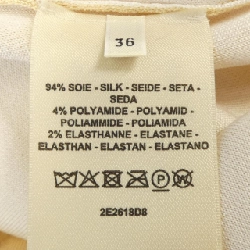 36
94% SOIE - SILK - SEIDE - SETA -
SEDA
4% POLYAMIDE - POLYAMID -
POLIAMMIDE - POLIAMIDA
2% ELASTHANNE - ELASTANE -
ELASTHAN - ELASTAN - ELASTANO
P W
2E2618D8